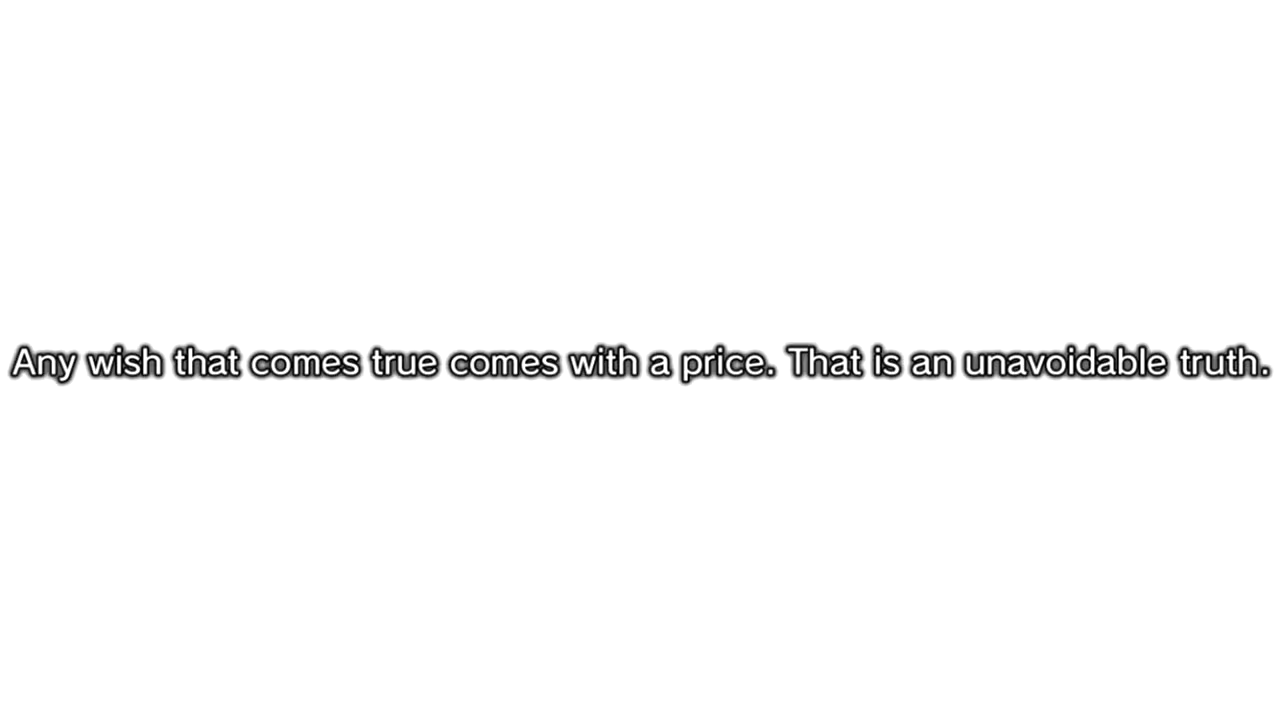 Any wish that comes true comes with a price. That is an unavoidable truth.